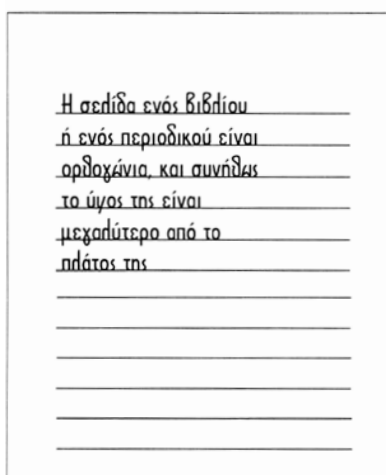 Η σελίδα ενός βιβλίου
ή ενός περιοδικού είναι
ορθογώνια, και συνήθως
το ύψος της είναι
μεγαλύτερο από το
πλάτος της